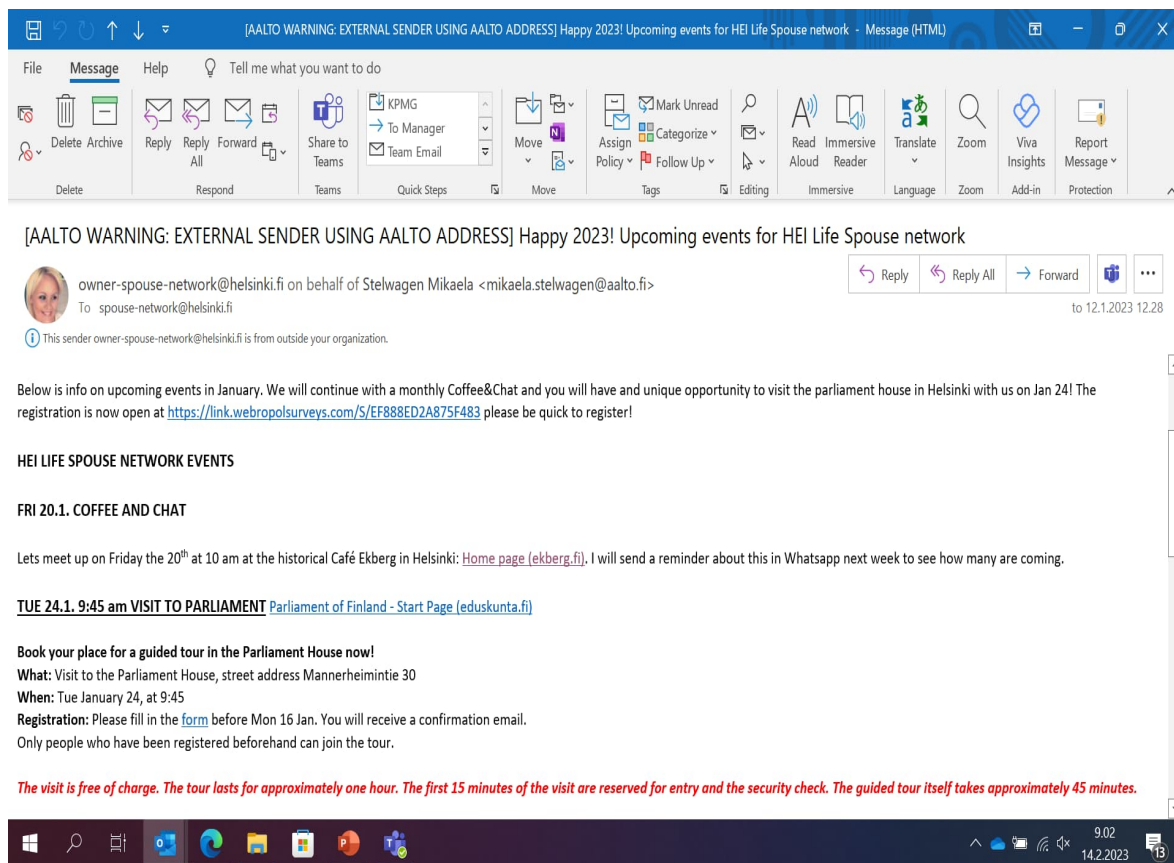 [AALTO WARNING: EXTERNAL SENDER USING AALTO ADDRESS] Happy 2023! Upcoming events for HEI Life Spouse network - Message (HTML)
File Message Help Tell me what you want to do
Delete Archive
Reply Reply All Forward
Share to Teams
KPMG
To Manager
Team Email
Move
Assign Policy
Mark Unread
Categorize
Follow Up
Read Aloud
Immersive Reader
Translate
Zoom
Viva Insights
Report Message
Delete Respond Teams Quick Steps Move Tags Editing Immersive Language Zoom Add-in Protection
[AALTO WARNING: EXTERNAL SENDER USING AALTO ADDRESS] Happy 2023! Upcoming events for HEI Life Spouse network
owner-spouse-network@helsinki.fi on behalf of Stelwagen Mikaela <mikaela.stelwagen@aalto.fi>
Reply Reply All Forward
To spouse-network@helsinki.fi
to 12.1.2023 12.28
This sender owner-spouse-network@helsinki.fi is from outside your organization.
Below is info on upcoming events in January. We will continue with a monthly Coffee&Chat and you will have and unique opportunity to visit the parliament house in Helsinki with us on Jan 24! The
registration is now open at https://link.webropolsurveys.com/S/EF888ED2A875F483 please be quick to register!
HEI LIFE SPOUSE NETWORK EVENTS
FRI 20.1. COFFEE AND CHAT
Lets meet up on Friday the 20th at 10 am at the historical Café Ekberg in Helsinki: Home page (ekberg.fi). I will send a reminder about this in Whatsapp next week to see how many are coming.
TUE 24.1. 9:45 am VISIT TO PARLIAMENT Parliament of Finland - Start Page (eduskunta.fi)
Book your place for a guided tour in the Parliament House now!
What: Visit to the Parliament House, street address Mannerheimintie 30
When: Tue January 24, at 9:45
Registration: Please fill in the form before Mon 16 Jan. You will receive a confirmation email.
Only people who have been registered beforehand can join the tour.
The visit is free of charge. The tour lasts for approximately one hour. The first 15 minutes of the visit are reserved for entry and the security check. The guided tour itself takes approximately 45 minutes.
9.02
14.2.2023
13